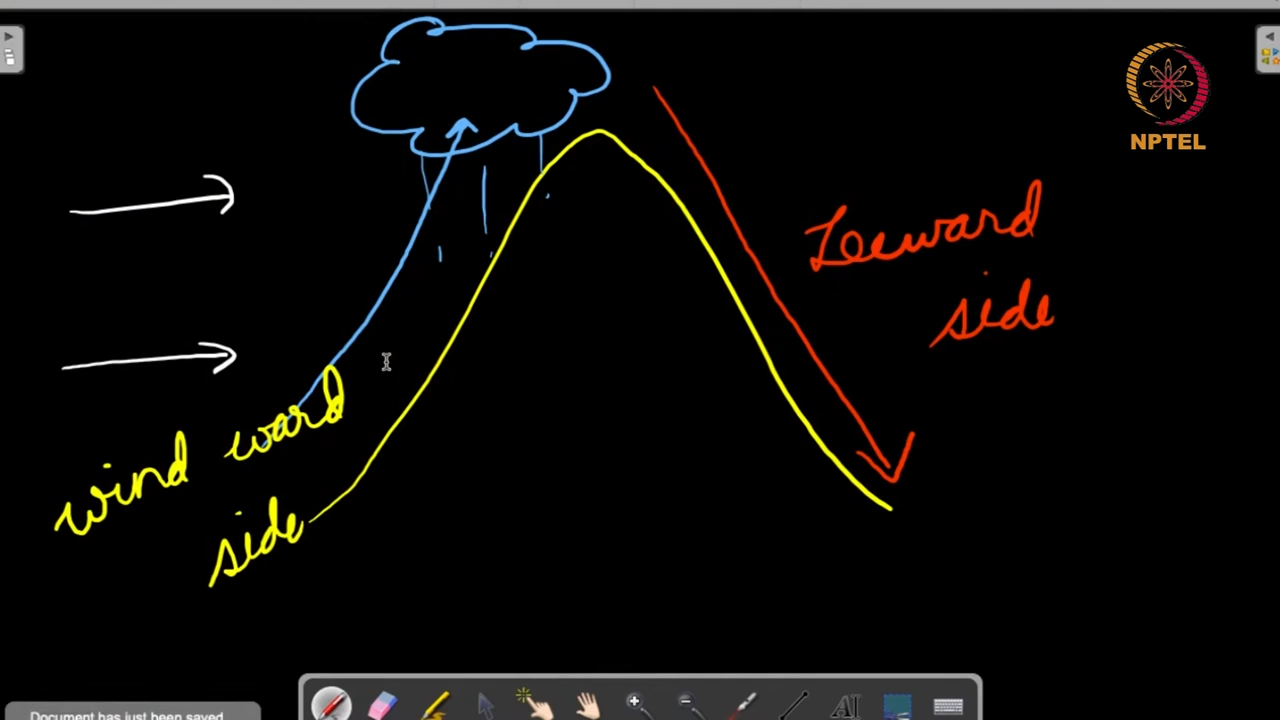 NPTEL
Leeward
side
wind ward
side
Document has just been saved